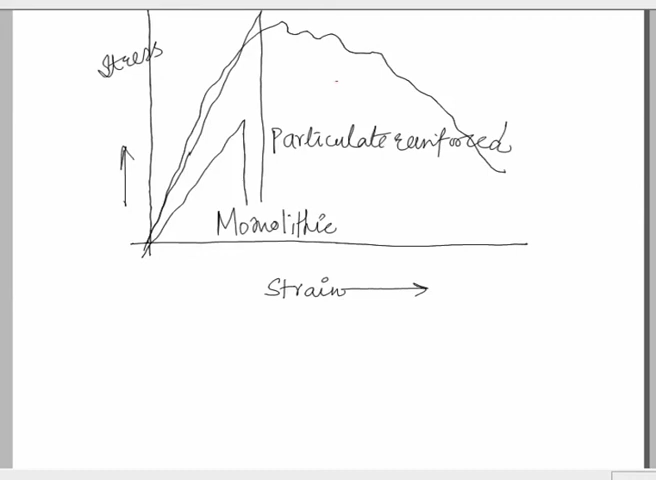 Stress
Particulate reinforced
Monolithic
Strain